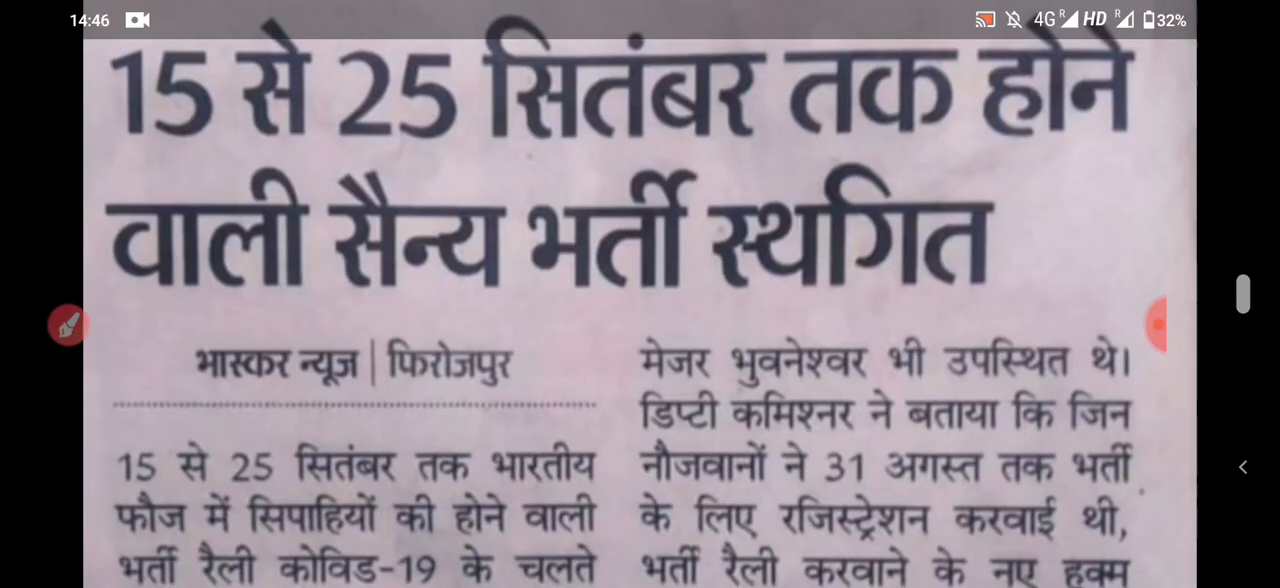 14:46
4G R HD R 32%
15 से 25 सितंबर तक होने
वाली सैन्य भर्ती स्थगित
भास्कर न्यूज | फिरोजपुर
15 से 25 सितंबर तक भारतीय
फौज में सिपाहियों की होने वाली
भर्ती रैली कोविड-19 के चलते
मेजर भुवनेश्वर भी उपस्थित थे।
डिप्टी कमिश्नर ने बताया कि जिन
नौजवानों ने 31 अगस्त तक भर्ती
के लिए रजिस्ट्रेशन करवाई थी,
भर्ती रैली करवाने के नए हुक्म